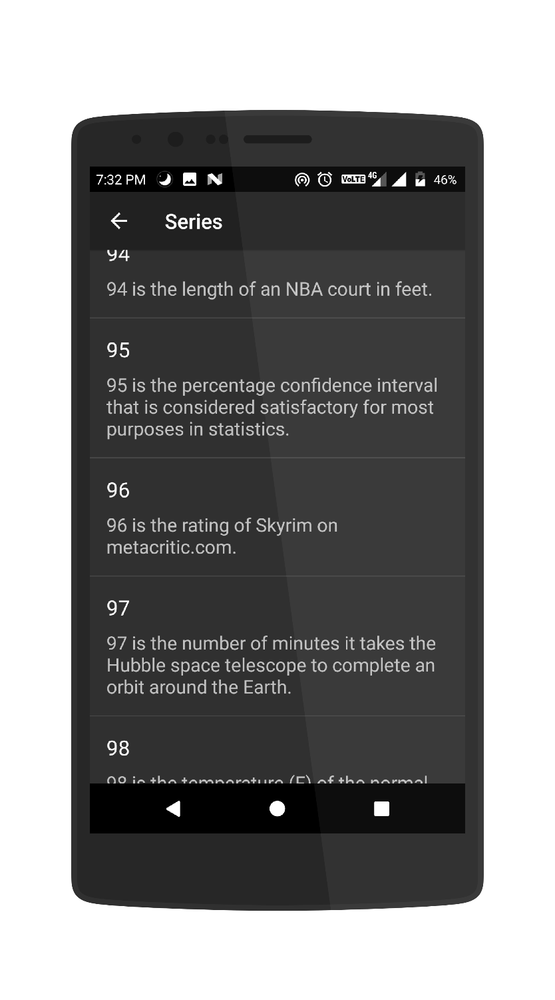 7:32 PM VoLTE 4G 46%
Series
94
94 is the length of an NBA court in feet.
95
95 is the percentage confidence interval
that is considered satisfactory for most
purposes in statistics.
96
96 is the rating of Skyrim on
metacritic.com.
97
97 is the number of minutes it takes the
Hubble space telescope to complete an
orbit around the Earth.
98
98 is the temperature (F) of the normal